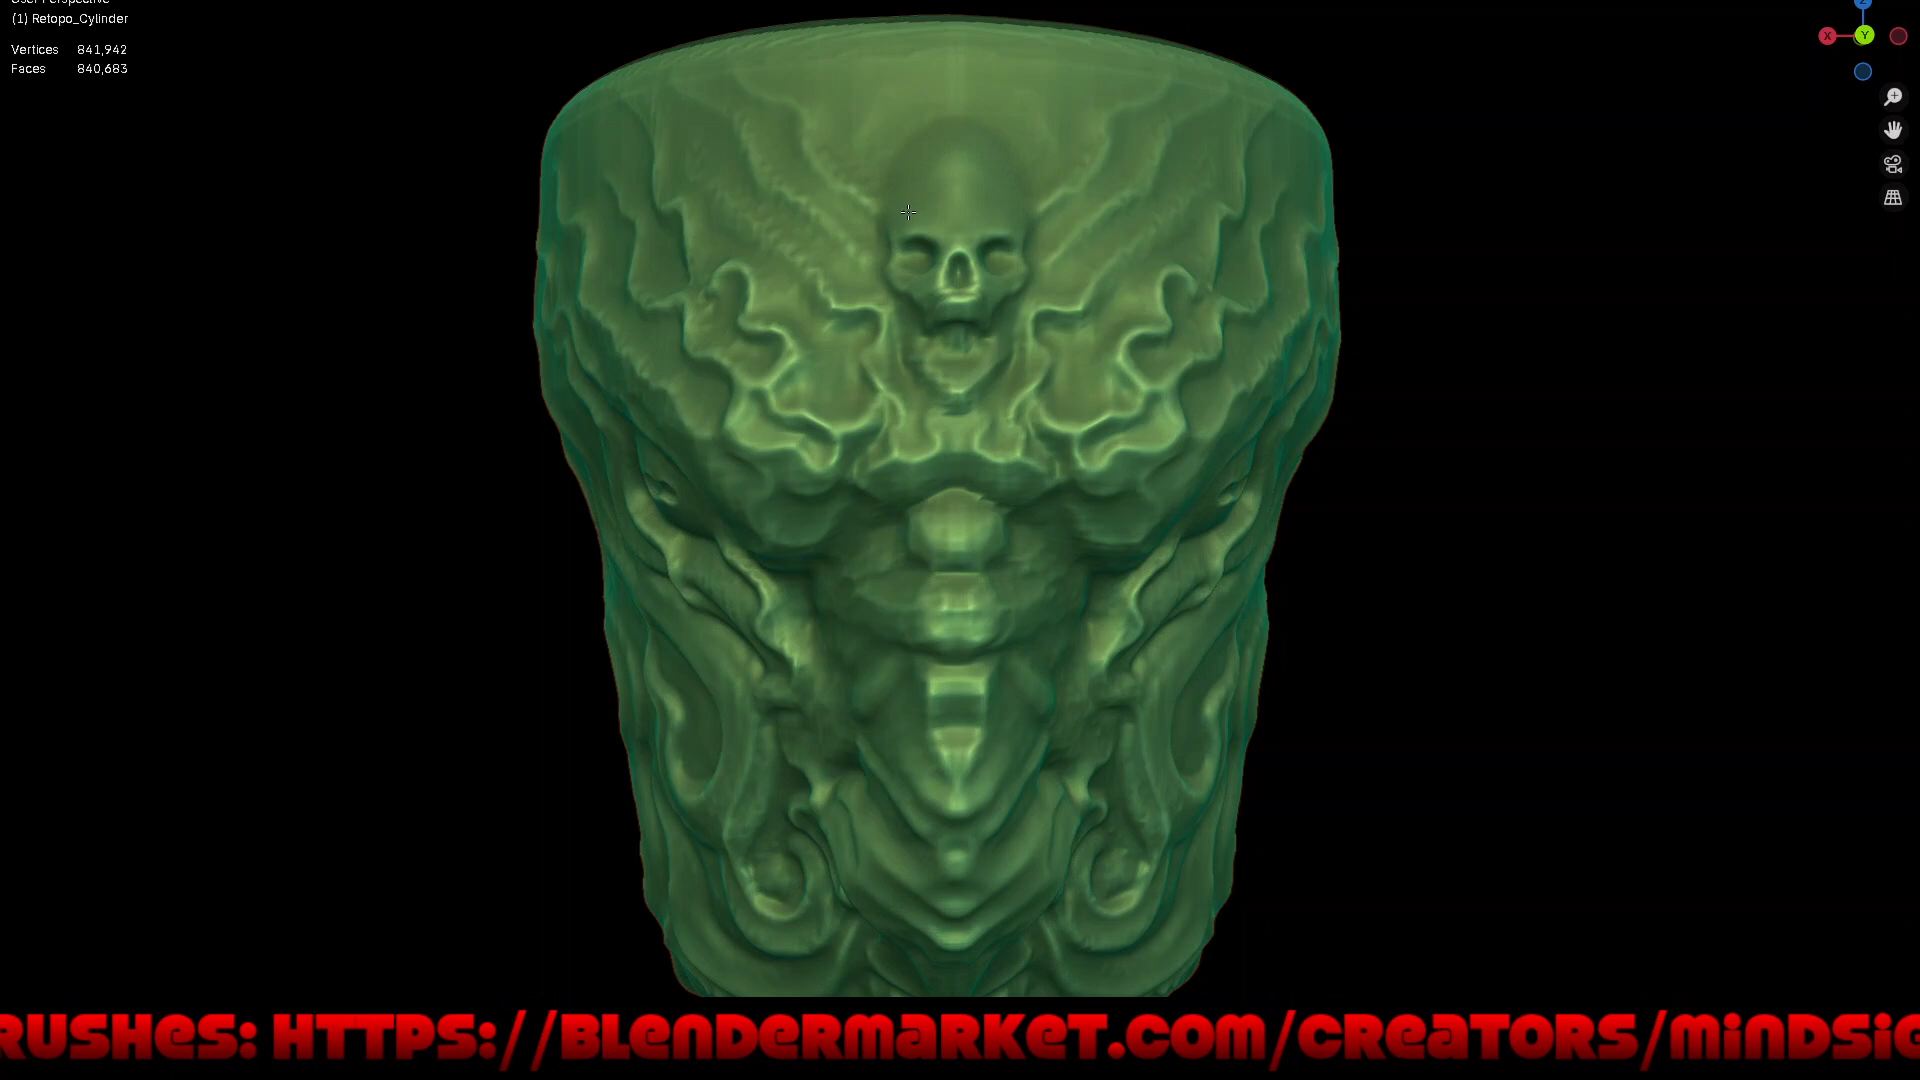 (1) Retopo_Cylinder
Vertices 841,942
Faces 840,683
Z
X
Y
RUSHES: HTTPS://BLENDERMARKET.COM/CREATORS/MINDSIG